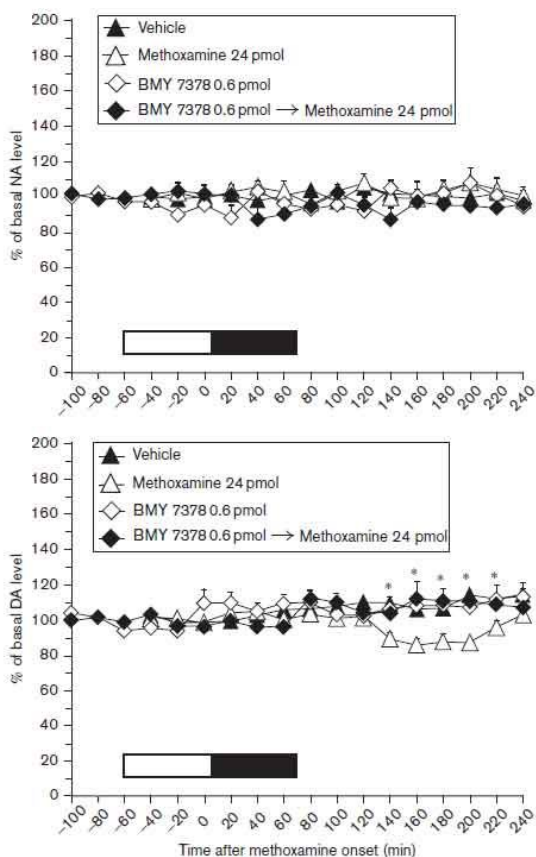 200
180
160
140
120
100
80
60
40
20
0
% of basal NA level
Vehicle
Methoxamine 24 pmol
BMY 7378 0.6 pmol
BMY 7378 0.6 pmol → Methoxamine 24 pmol
–100 –80 –60 –40 –20 0 20 40 60 80 100 120 140 160 180 200 220 240
200
180
160
140
120
100
80
60
40
20
0
% of basal DA level
Vehicle
Methoxamine 24 pmol
BMY 7378 0.6 pmol
BMY 7378 0.6 pmol → Methoxamine 24 pmol
* * * * *
–100 –80 –60 –40 –20 0 20 40 60 80 100 120 140 160 180 200 220 240
Time after methoxamine onset (min)